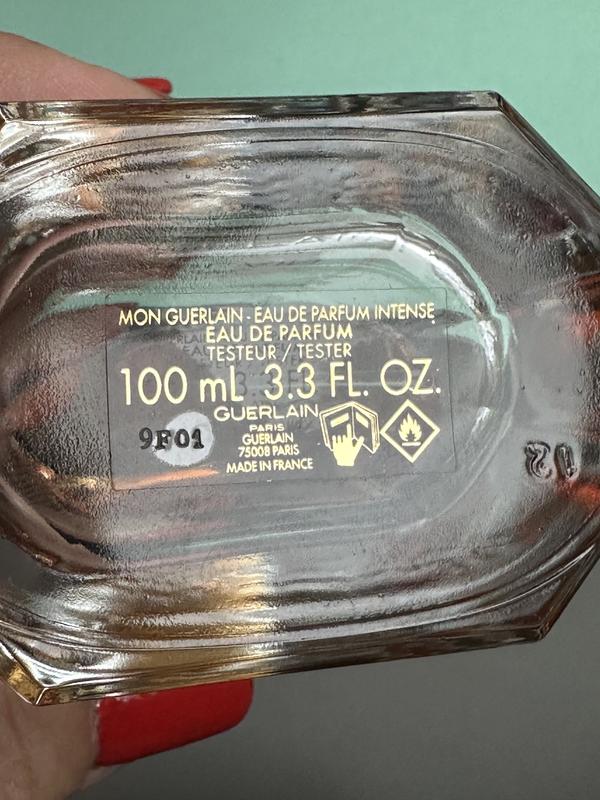 MON GUERLAIN - EAU DE PARFUM INTENSE
EAU DE PARFUM
TESTEUR / TESTER
100 mL 3.3 FL. OZ.
GUERLAIN
PARIS
9F01
GUERLAIN
75008 PARIS
MADE IN FRANCE
12